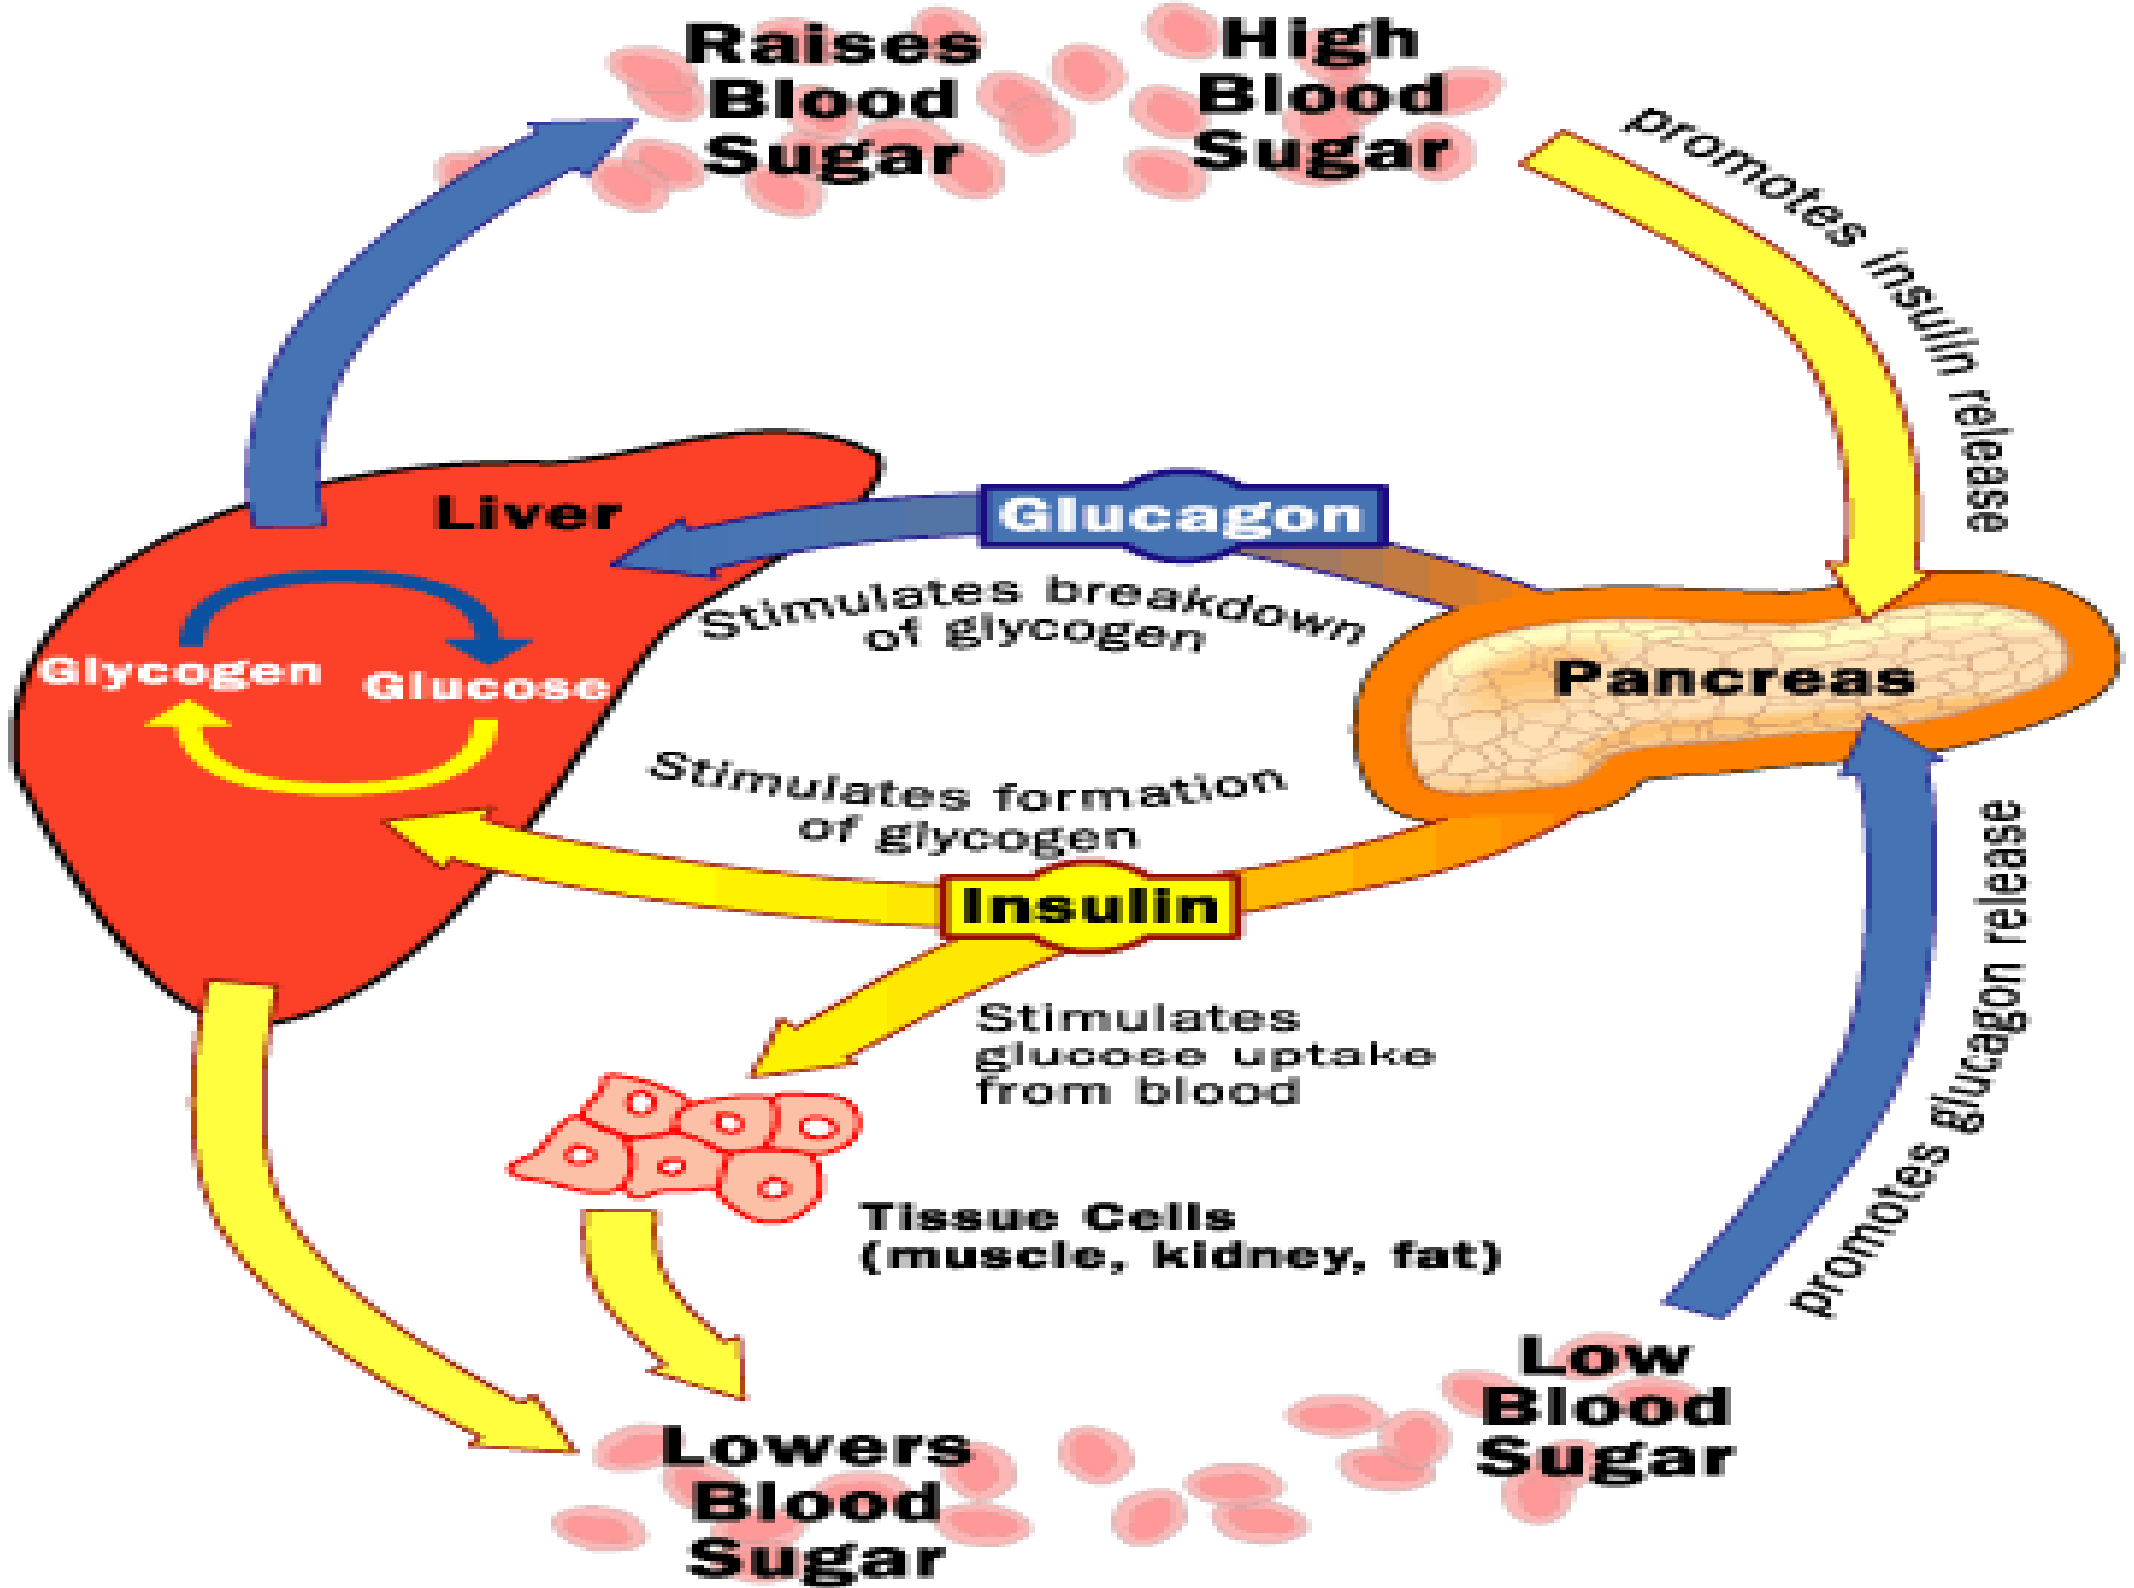 Raises
Blood
Sugar
High
Blood
Sugar
promotes insulin release
Liver
Glucagon
Stimulates breakdown
of glycogen
Glycogen
Glucose
Pancreas
Stimulates formation
of glycogen
Insulin
Stimulates
glucose uptake
from blood
Tissue Cells
(muscle, kidney, fat)
promotes glucagon release
Low
Blood
Sugar
Lowers
Blood
Sugar